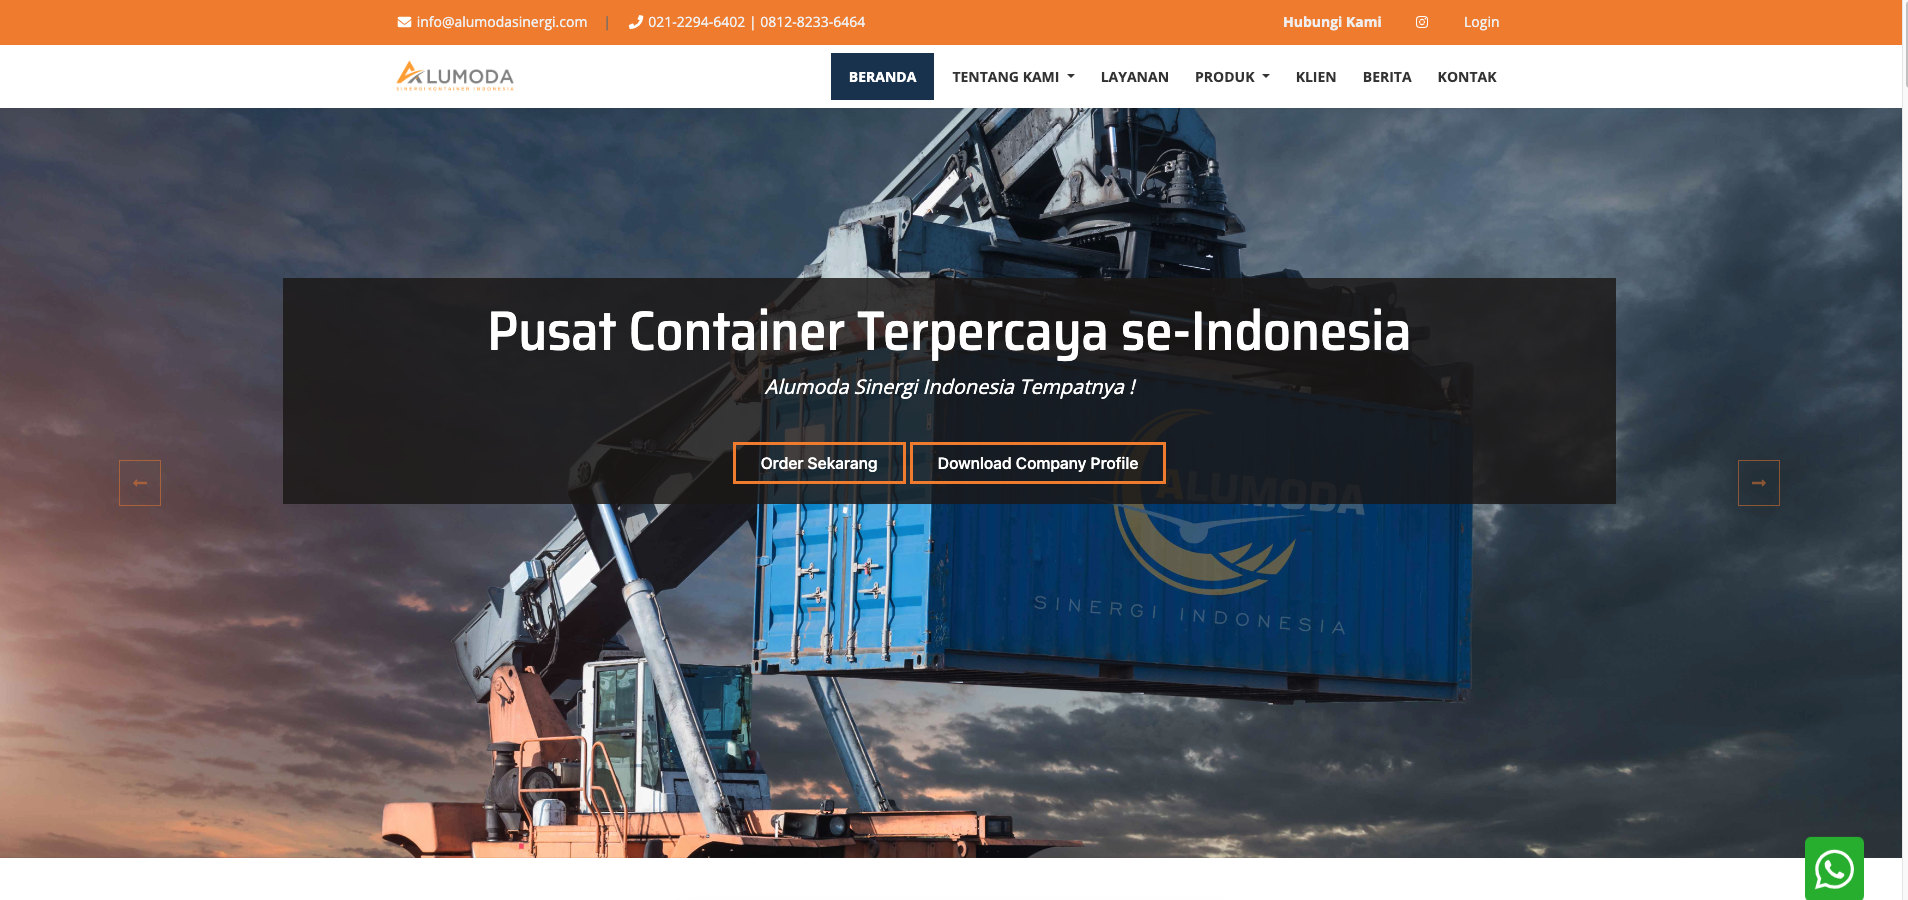 info@alumodasinergi.com | 021-2294-6402 | 0812-8233-6464 Hubungi Kami Login
ALUMODA
SINERGI KONTAINER INDONESIA
BERANDA TENTANG KAMI LAYANAN PRODUK KLIEN BERITA KONTAK
Pusat Container Terpercaya se-Indonesia
Alumoda Sinergi Indonesia Tempatnya !
Order Sekarang Download Company Profile
ALUMODA
SINERGI INDONESIA